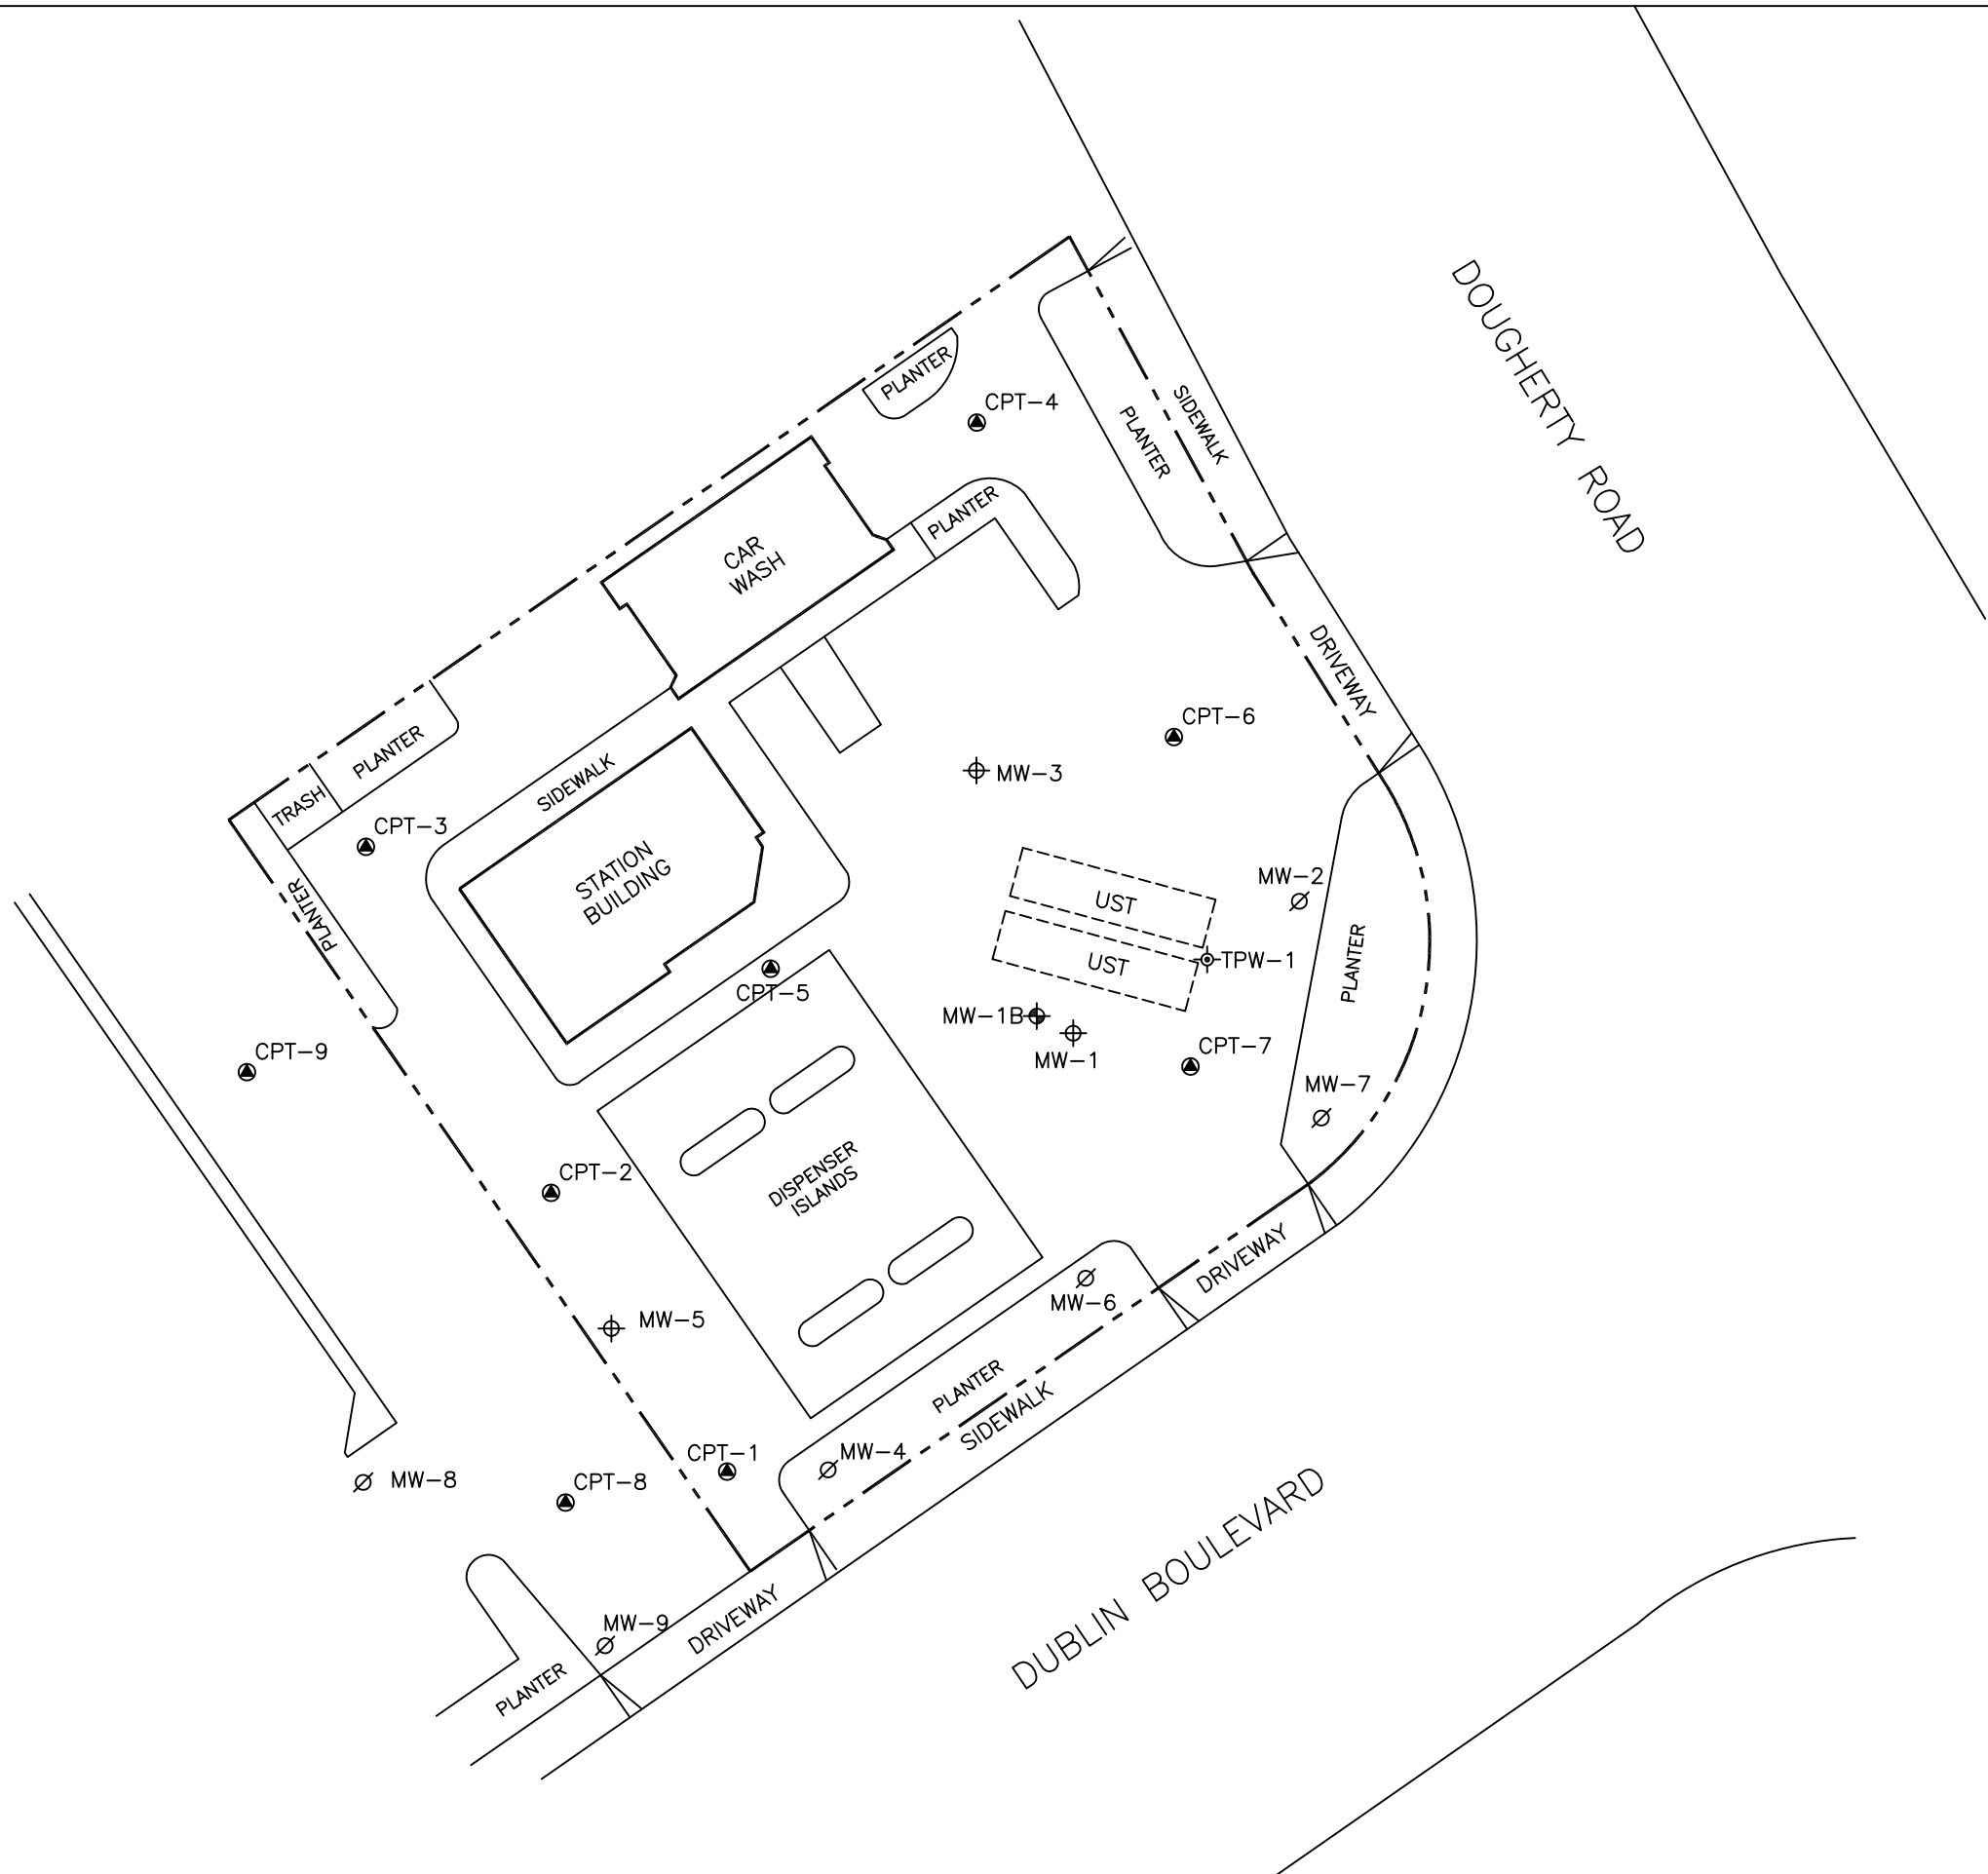 DOUGHERTY ROAD
PLANTER
CPT-4
SIDEWALK
PLANTER
PLANTER
CAR
WASH
DRIVEWAY
CPT-6
PLANTER
SIDEWALK
MW-3
TRASH
CPT-3
STATION
BUILDING
MW-2
UST
PLANTER
PLANTER
UST
TPW-1
CPT-5
MW-1B
MW-1
CPT-9
CPT-7
MW-7
CPT-2
DISPENSER
ISLANDS
DRIVEWAY
MW-6
MW-5
PLANTER
SIDEWALK
CPT-1
MW-4
MW-8
CPT-8
DUBLIN BOULEVARD
MW-9
DRIVEWAY
PLANTER